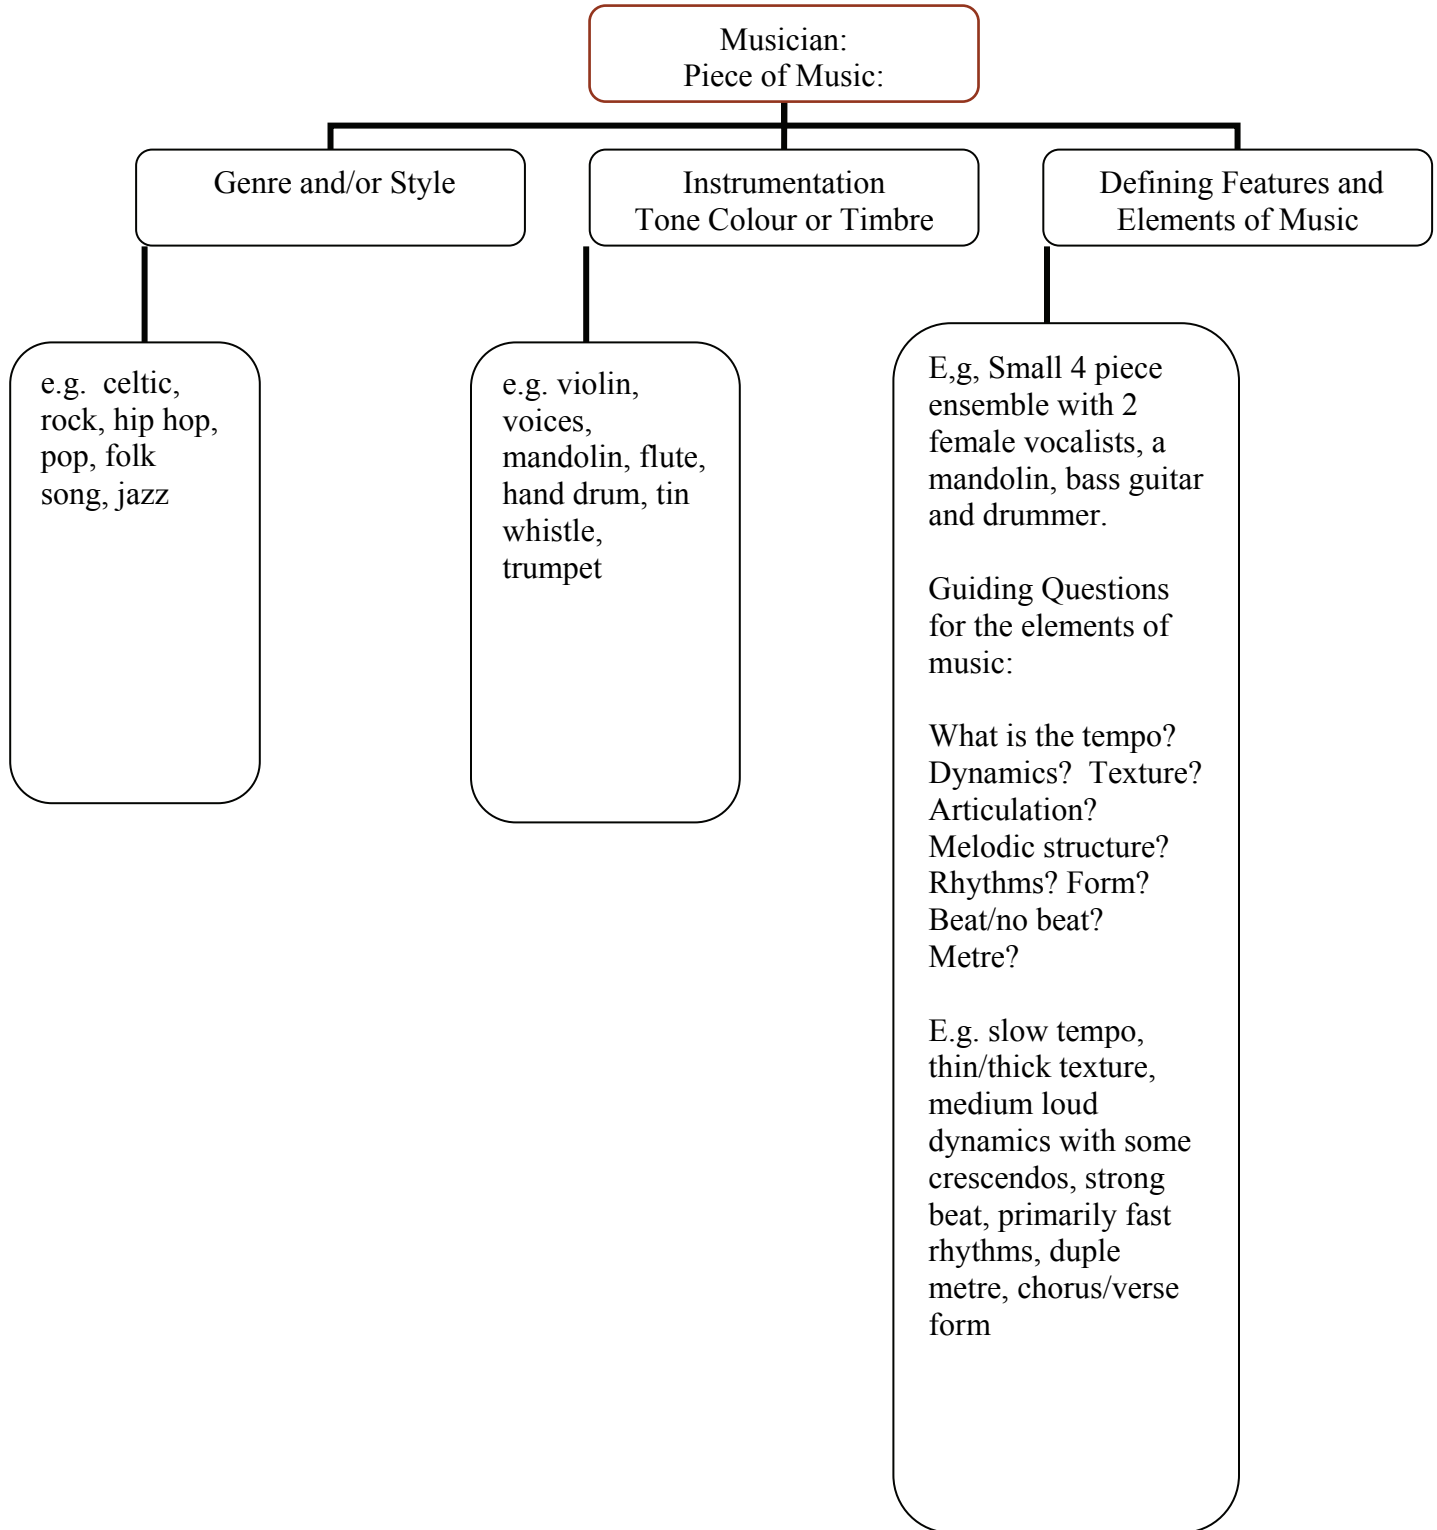 Musician:
Piece of Music:
Genre and/or Style
Instrumentation
Tone Colour or Timbre
Defining Features and
Elements of Music
e.g.  celtic,
rock, hip hop,
pop, folk
song, jazz
e.g. violin,
voices,
mandolin, flute,
hand drum, tin
whistle,
trumpet
E,g, Small 4 piece
ensemble with 2
female vocalists, a
mandolin, bass guitar
and drummer.
Guiding Questions
for the elements of
music:
What is the tempo?
Dynamics?  Texture?
Articulation?
Melodic structure?
Rhythms? Form?
Beat/no beat?
Metre?
E.g. slow tempo,
thin/thick texture,
medium loud
dynamics with some
crescendos, strong
beat, primarily fast
rhythms, duple
metre, chorus/verse
form